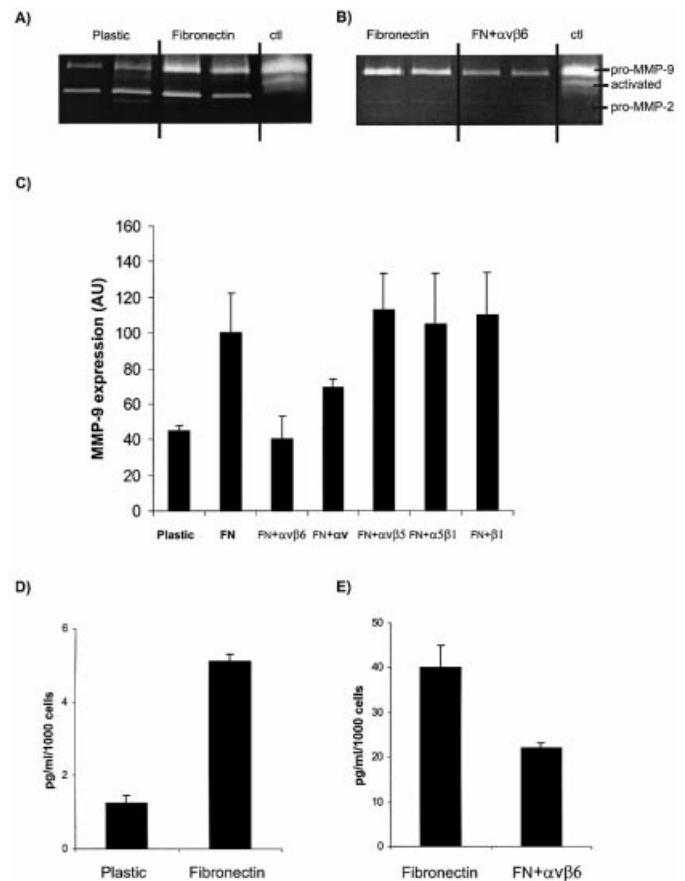 A)
Plastic Fibronectin ctl
B)
Fibronectin FN+αvβ6 ctl
pro-MMP-9
activated
pro-MMP-2
C)
MMP-9 expression (AU)
160
140
120
100
80
60
40
20
0
Plastic FN FN+αvβ6 FN+αv FN+αvβ5 FN+α5β1 FN+β1
D)
pg/ml/1000 cells
6
4
2
0
Plastic Fibronectin
E)
pg/ml/1000 cells
50
40
30
20
10
0
Fibronectin FN+αvβ6